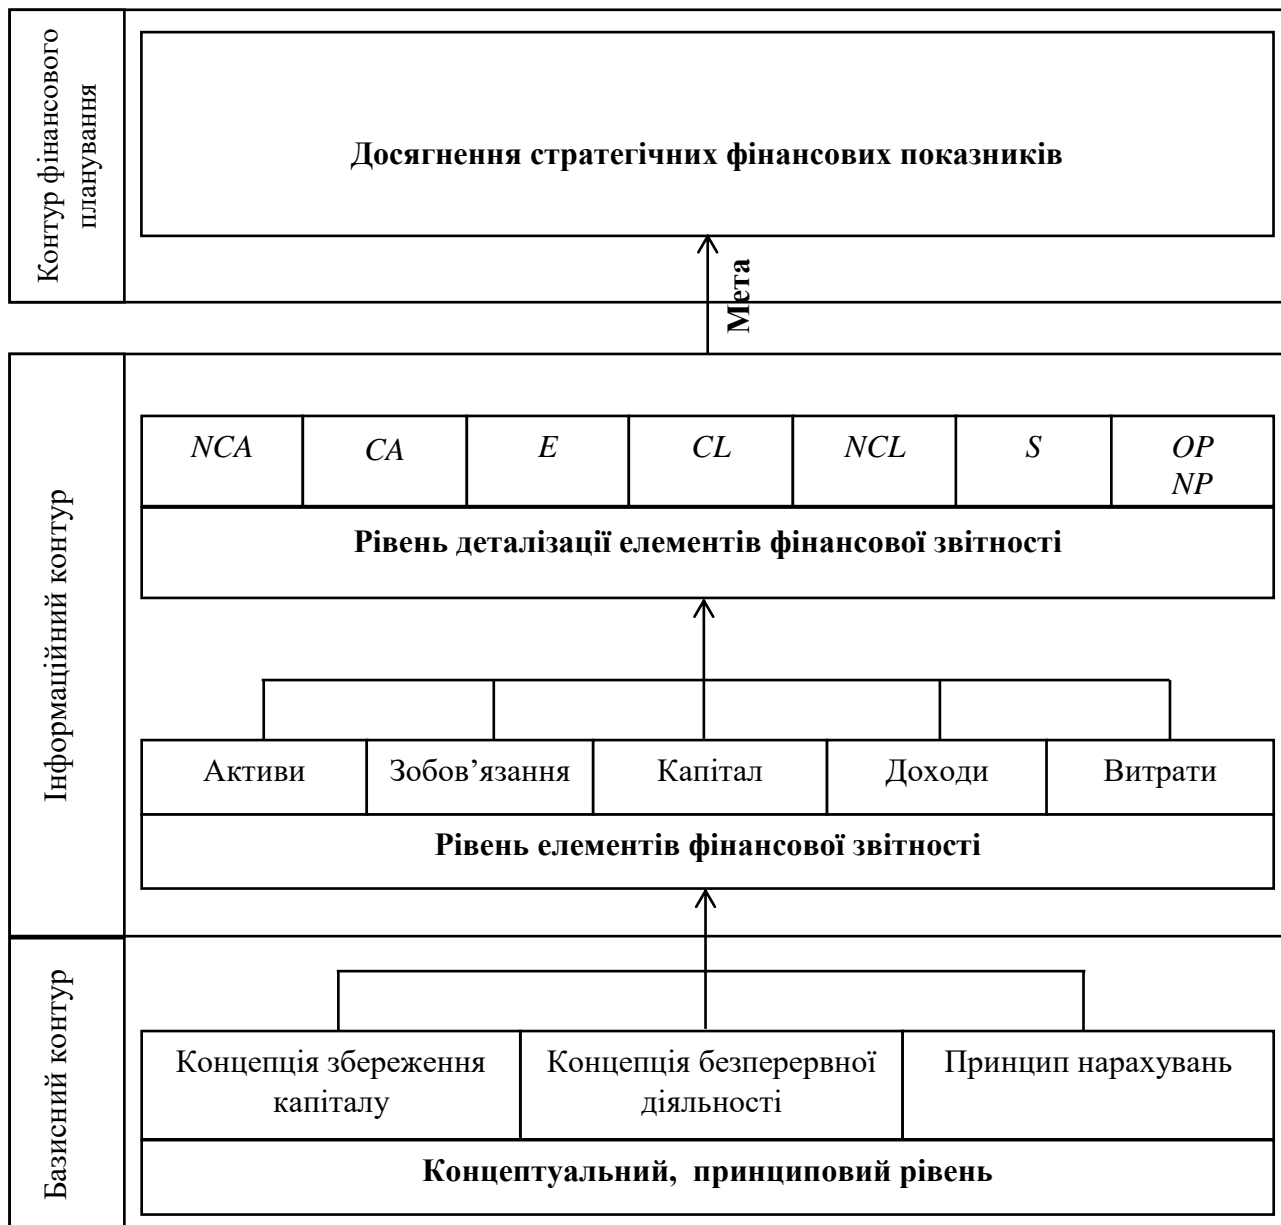 Контур фінансового
планування
Досягнення стратегічних фінансових показників
Мета
Інформаційний контур
NCA
CA
E
CL
NCL
S
OP
NP
Рівень деталізації елементів фінансової звітності
Активи
Зобов’язання
Капітал
Доходи
Витрати
Рівень елементів фінансової звітності
Базисний контур
Концепція збереження
капіталу
Концепція безперервної
діяльності
Принцип нарахувань
Концептуальний, принциповий рівень